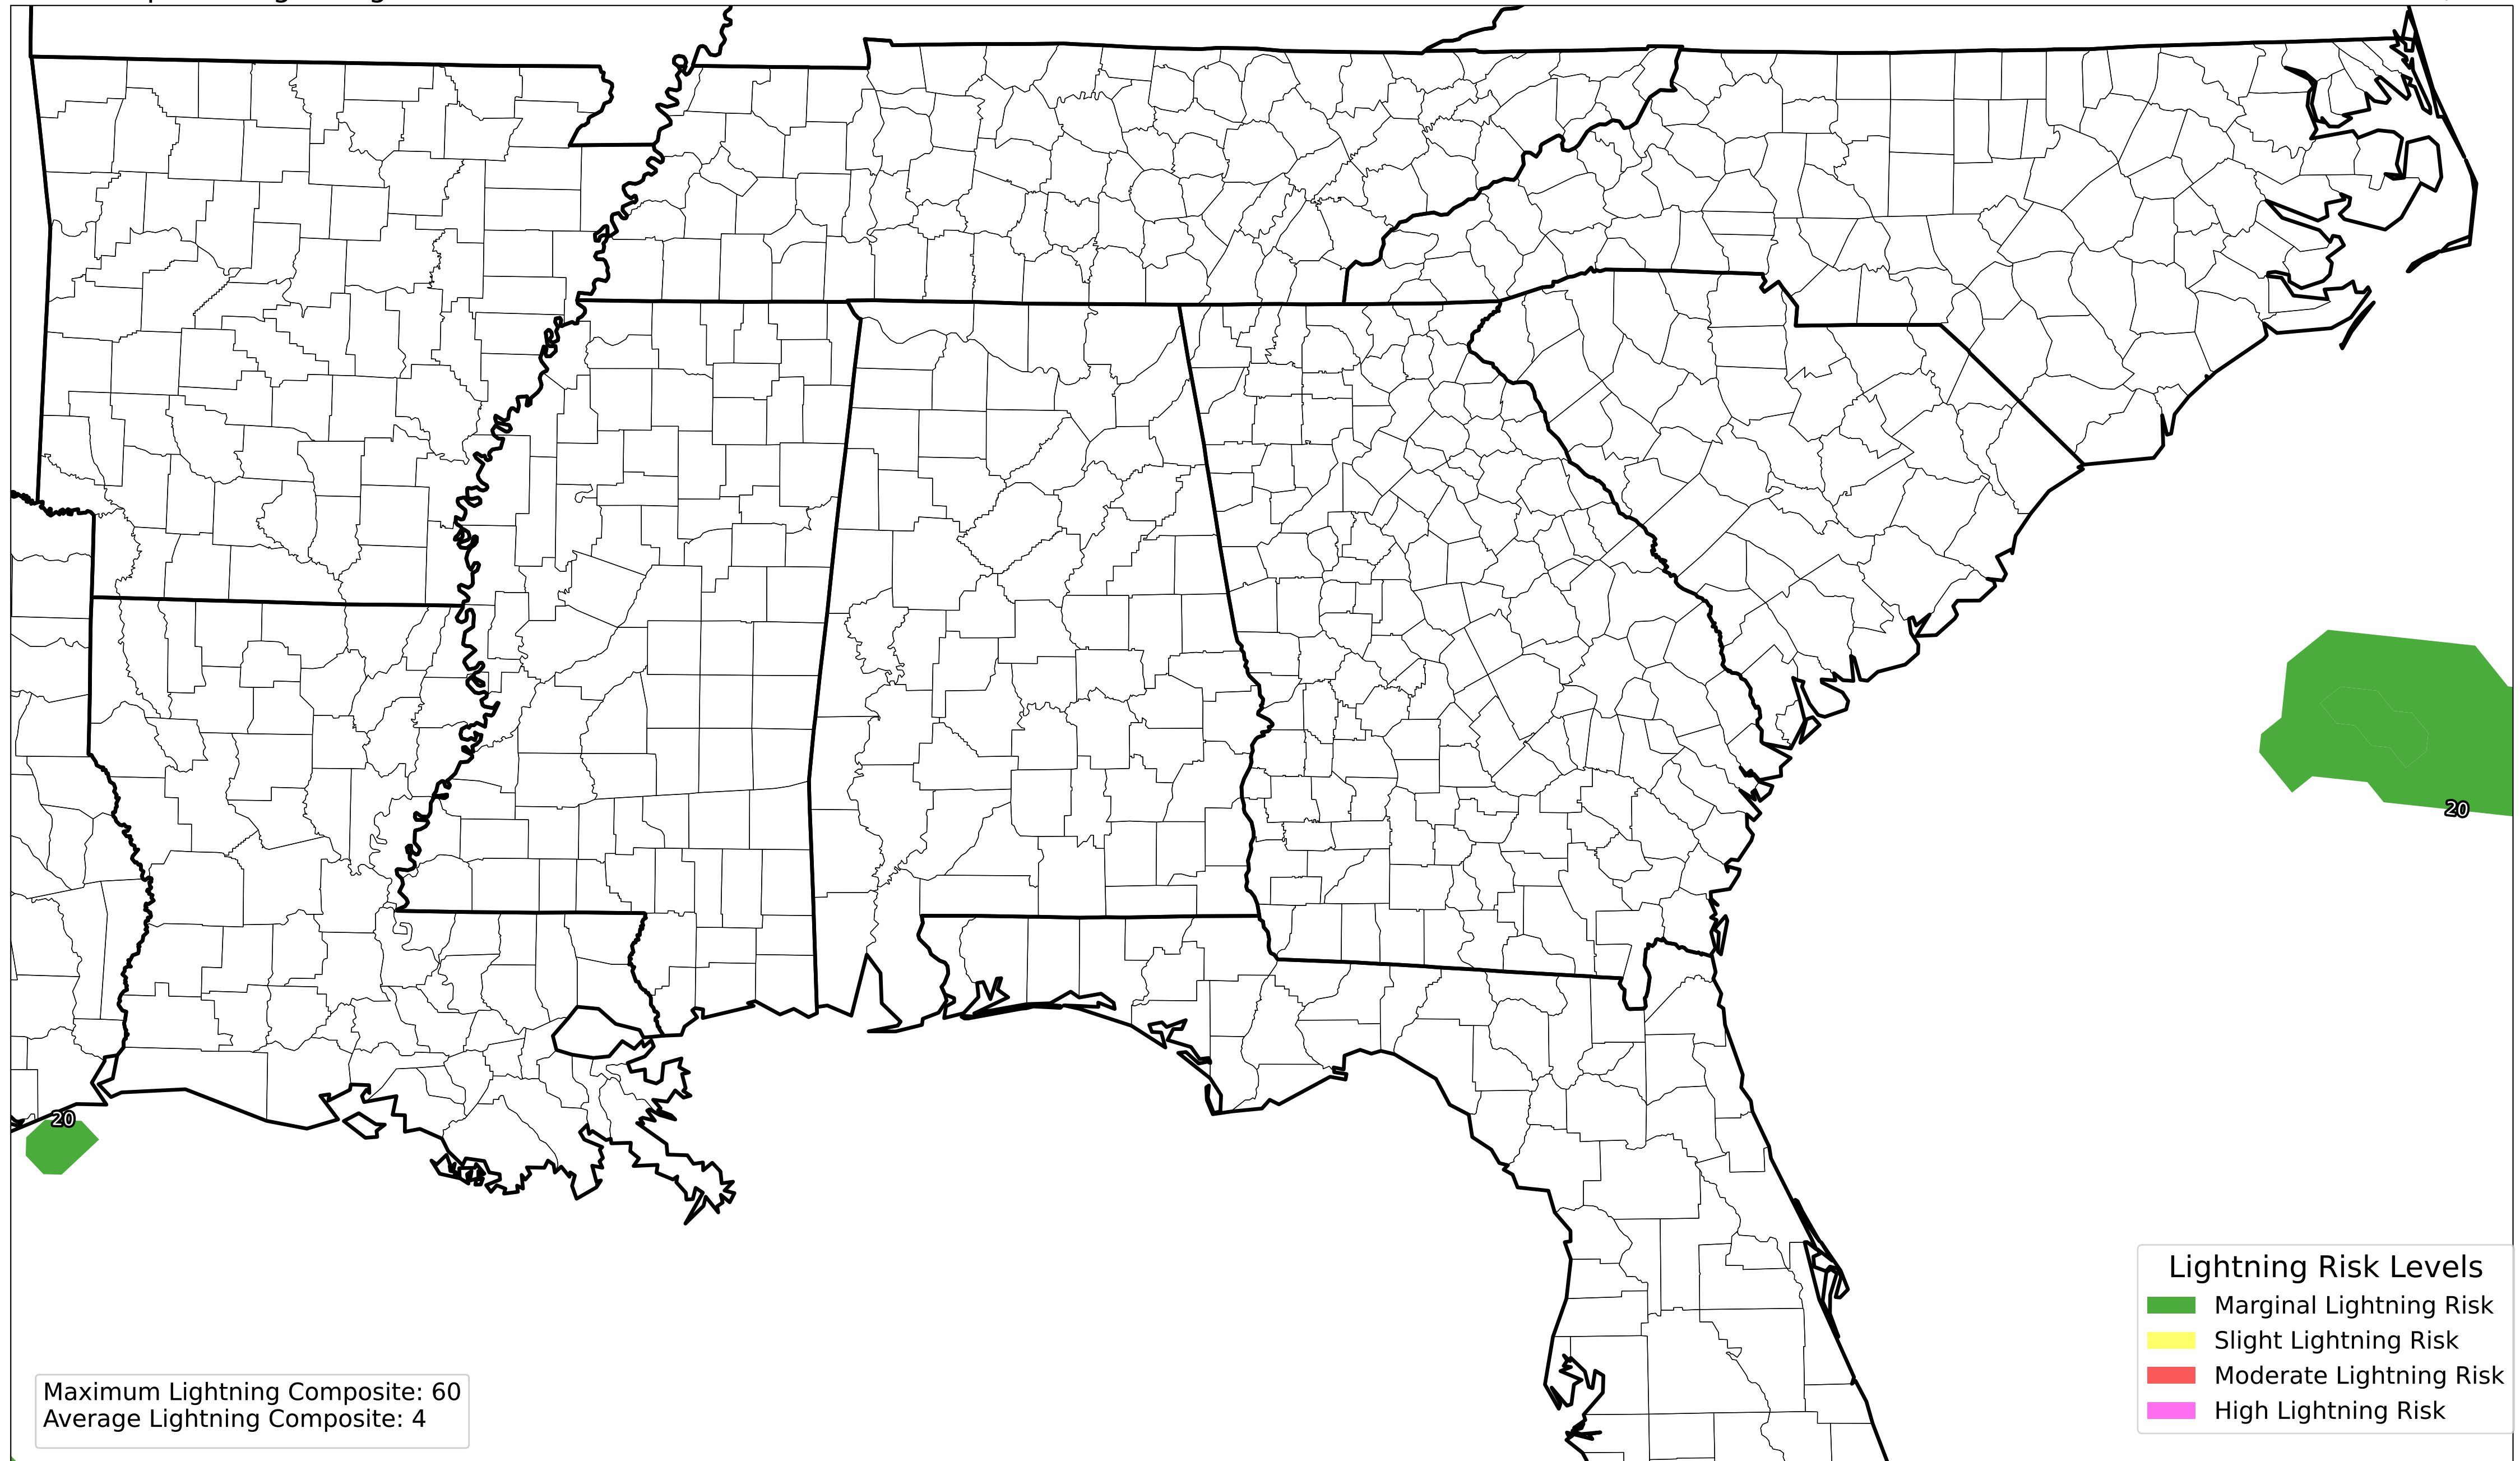 20
20
Lightning Risk Levels
Marginal Lightning Risk
Slight Lightning Risk
Moderate Lightning Risk
High Lightning Risk
Maximum Lightning Composite: 60
Average Lightning Composite: 4